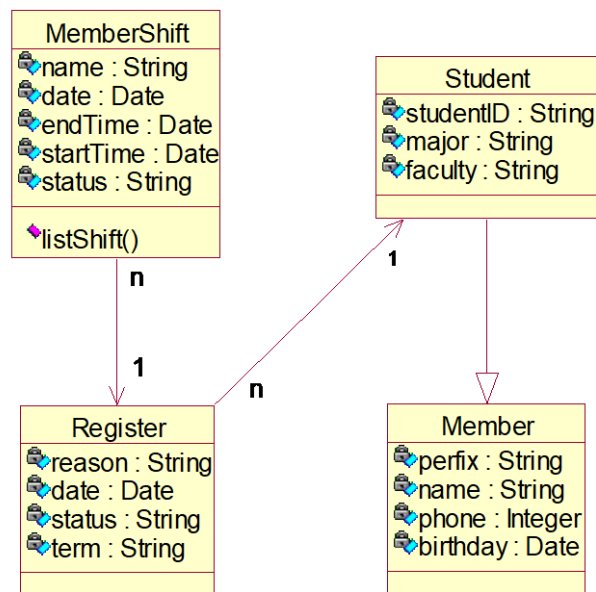 MemberShift
name : String
date : Date
endTime : Date
startTime : Date
status : String
listShift()
Student
studentID : String
major : String
faculty : String
n
1
1
n
Register
reason : String
date : Date
status : String
term : String
Member
perfix : String
name : String
phone : Integer
birthday : Date